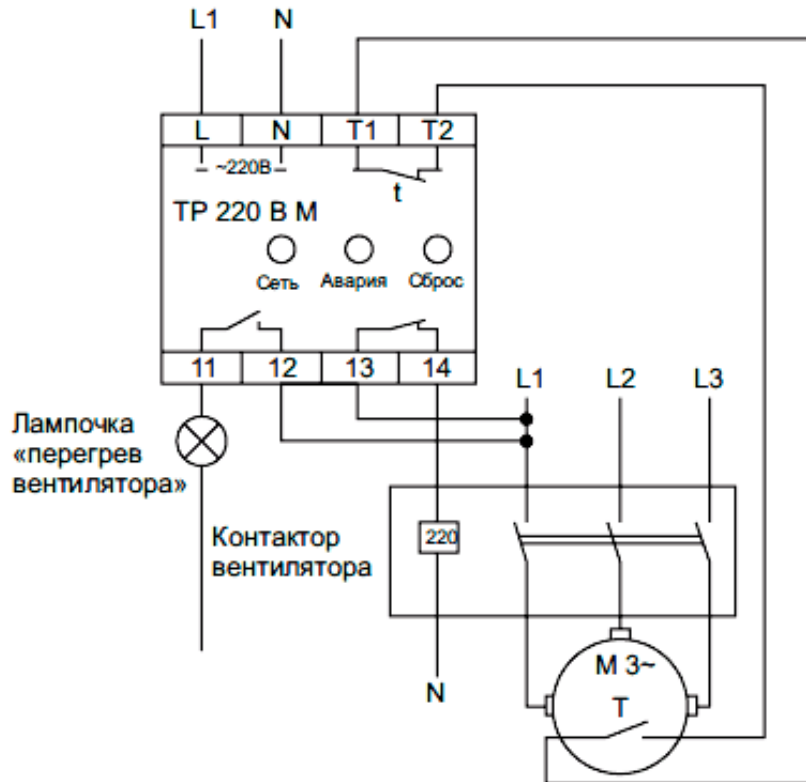 L1 N
L N T1 T2
~220В
t
ТР 220 В М
Сеть Авария Сброс
11 12 13 14
L1 L2 L3
Лампочка
«перегрев
вентилятора»
220
Контактор
вентилятора
N
М 3~
Т